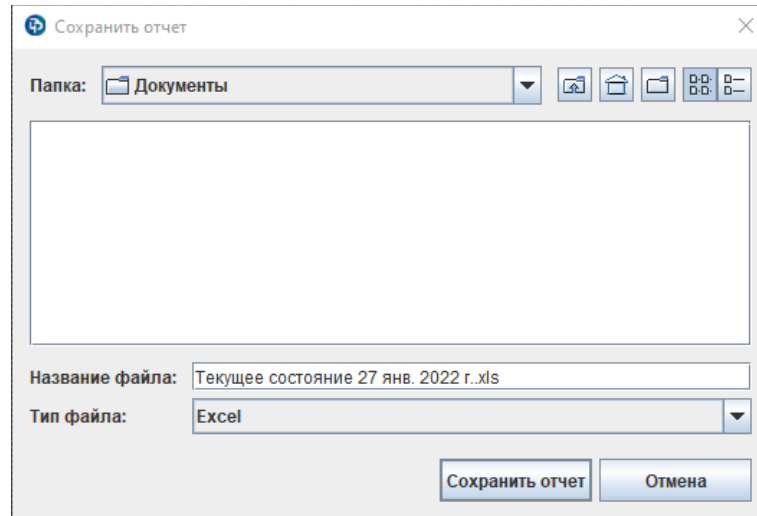 Сохранить отчет
Папка: Документы
Название файла: Текущее состояние 27 янв. 2022 г..xls
Тип файла: Excel
Сохранить отчет Отмена